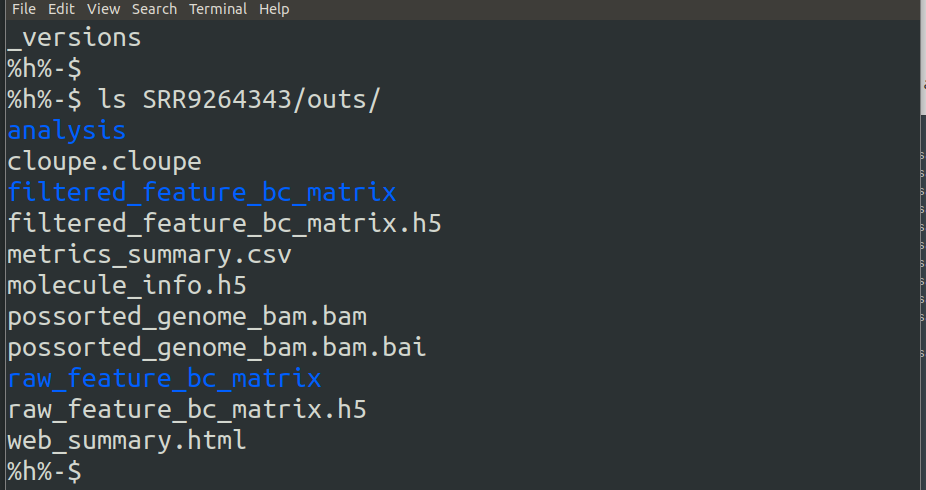 File Edit View Search Terminal Help
_versions
%h%-$
%h%-$ ls SRR9264343/outs/
analysis
cloupe.cloupe
filtered_feature_bc_matrix
filtered_feature_bc_matrix.h5
metrics_summary.csv
molecule_info.h5
possorted_genome_bam.bam
possorted_genome_bam.bam.bai
raw_feature_bc_matrix
raw_feature_bc_matrix.h5
web_summary.html
%h%-$